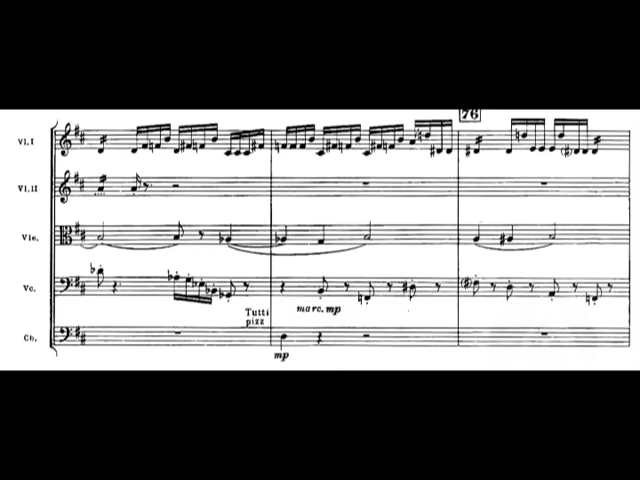 76
Vl. I
Vl. II
Vle.
Vc.
marc. mp
Tutti
pizz
Cb.
mp